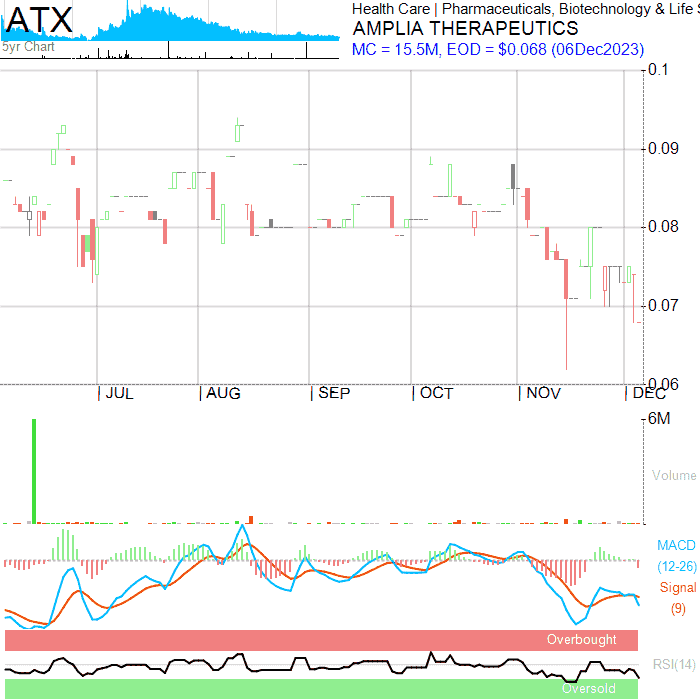 ATX
5yr Chart
Health Care | Pharmaceuticals, Biotechnology & Life S
AMPLIA THERAPEUTICS
MC = 15.5M, EOD = $0.068 (06Dec2023)
0.1
0.09
0.08
0.07
0.06
| JUL | AUG | SEP | OCT | NOV | DEC
6M
Volume
MACD
(12-26)
Signal
(9)
Overbought
RSI(14)
Oversold